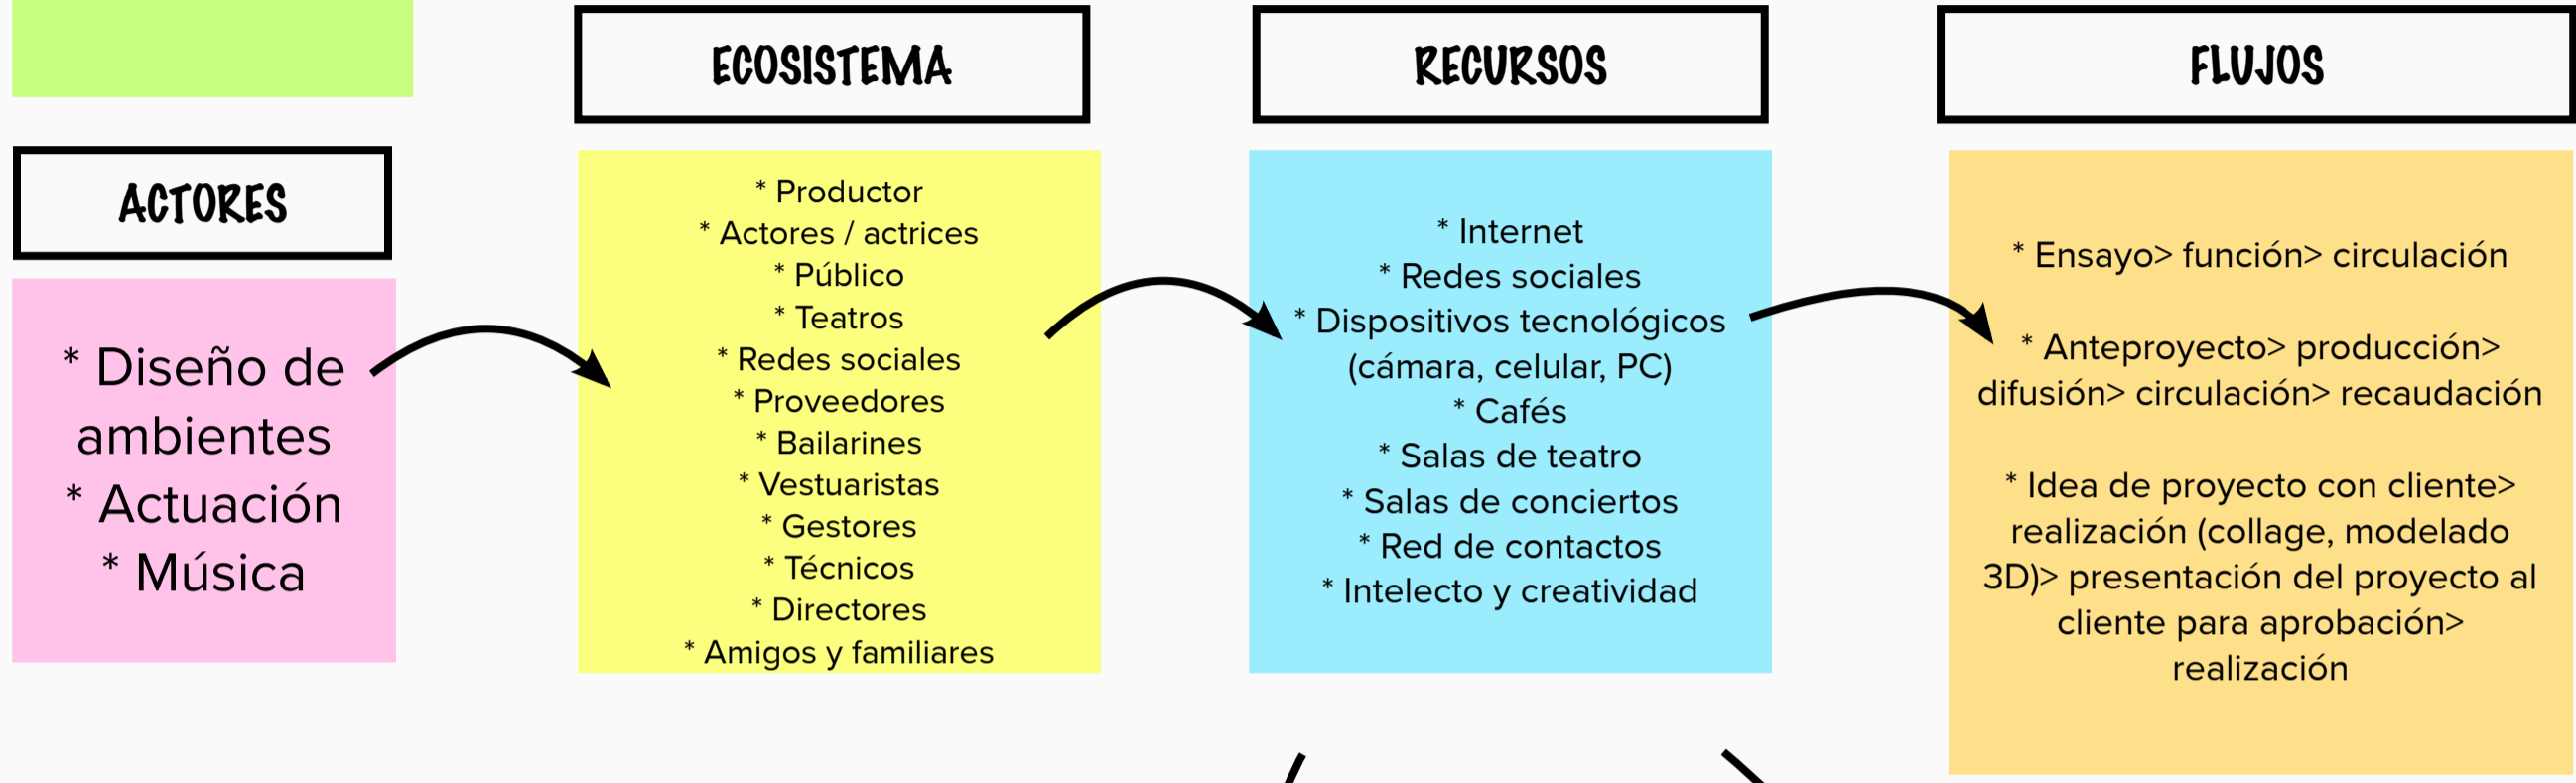 ACTORES
* Diseño de
ambientes
* Actuación
* Música
ECOSISTEMA
* Productor
* Actores / actrices
* Público
* Teatros
* Redes sociales
* Proveedores
* Bailarines
* Vestuaristas
* Gestores
* Técnicos
* Directores
* Amigos y familiares
RECURSOS
* Internet
* Redes sociales
* Dispositivos tecnológicos
(cámara, celular, PC)
* Cafés
* Salas de teatro
* Salas de conciertos
* Red de contactos
* Intelecto y creatividad
FLUJOS
* Ensayo> función> circulación
* Anteproyecto> producción>
difusión> circulación> recaudación
* Idea de proyecto con cliente>
realización (collage, modelado
3D)> presentación del proyecto al
cliente para aprobación>
realización